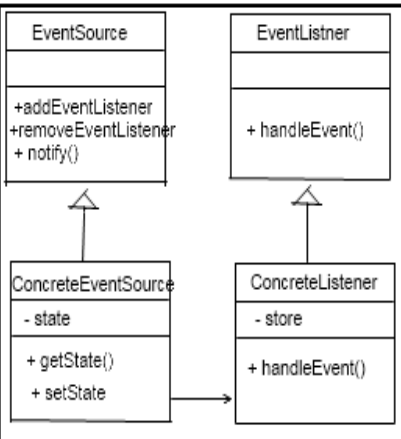 EventSource
+addEventListener
+removeEventListener
+ notify()
EventListner
+ handleEvent()
ConcreteEventSource
- state
+ getState()
+ setState
ConcreteListener
- store
+ handleEvent()